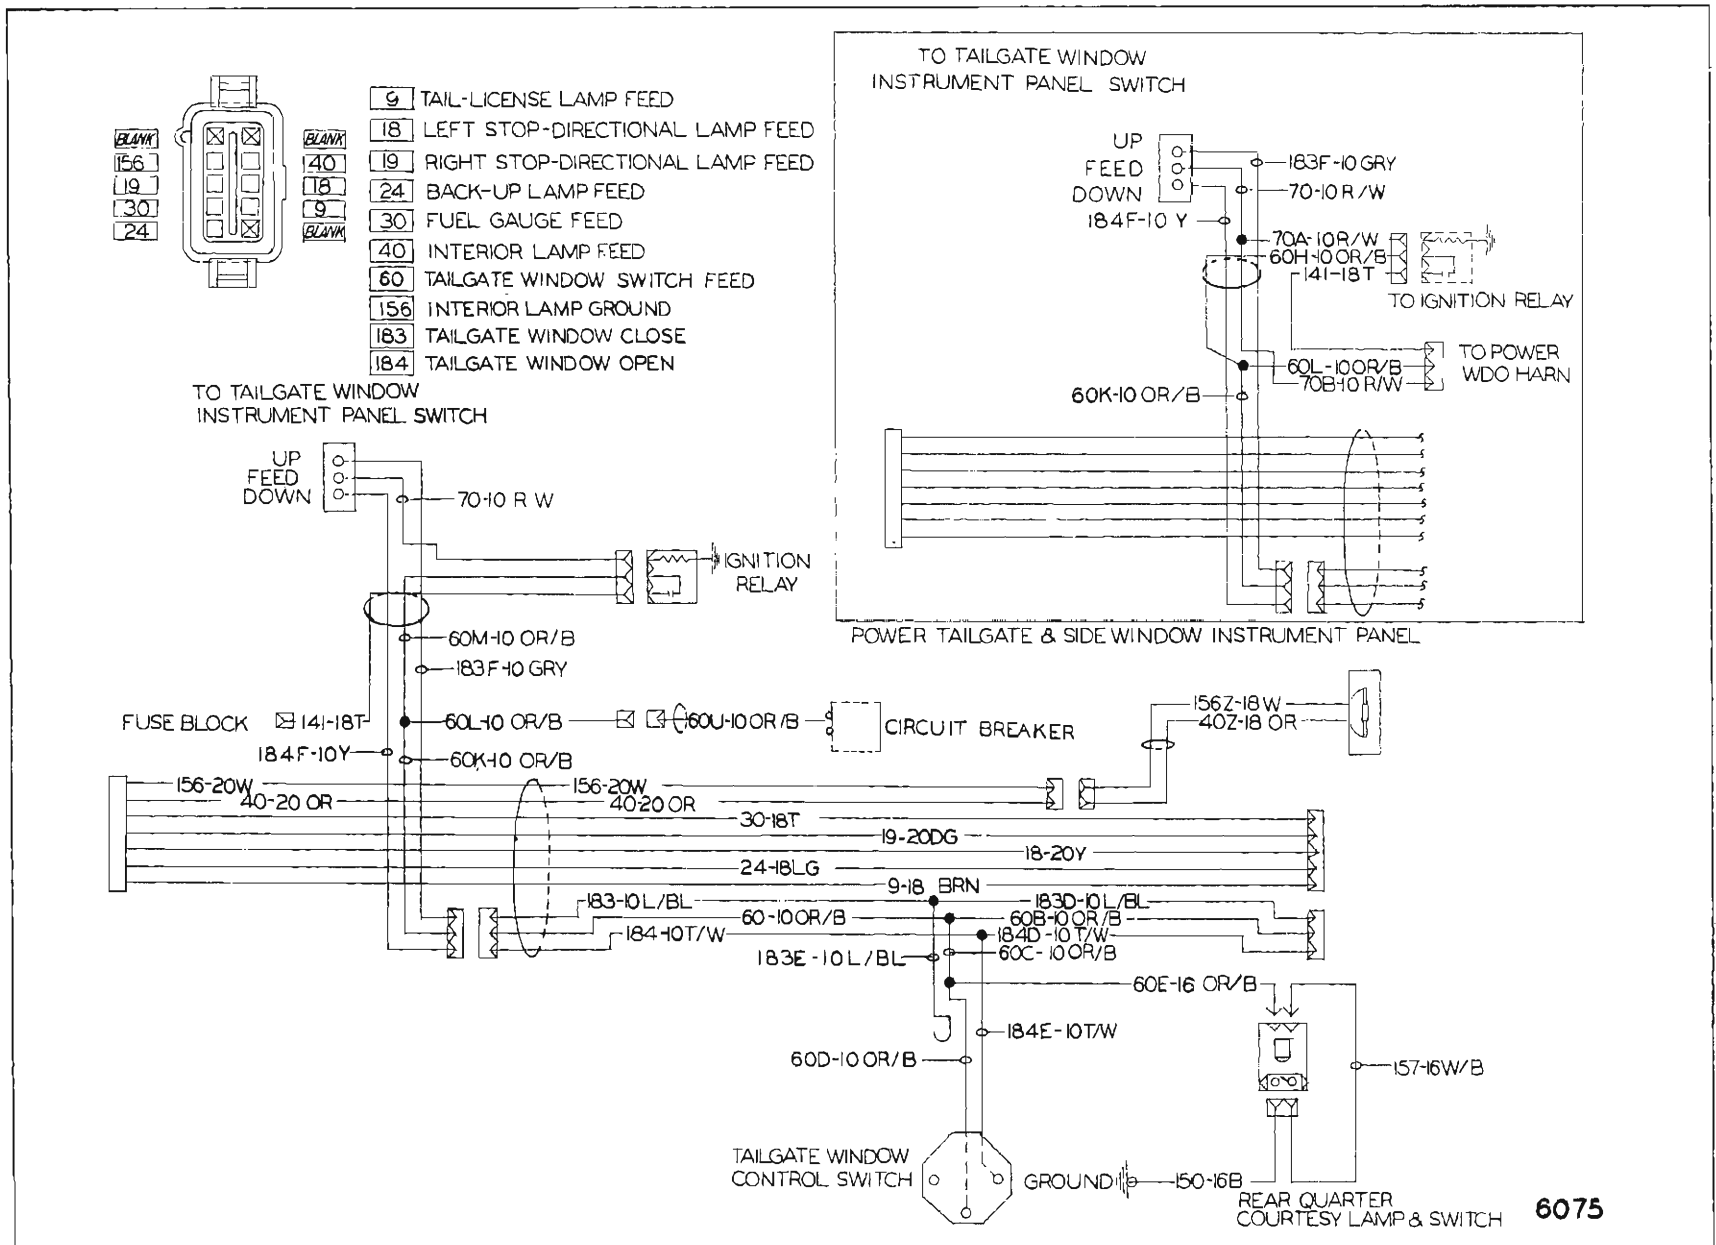 BLANK
156
19
30
24
BLANK
40
18
9
BLANK
9 TAIL-LICENSE LAMP FEED
18 LEFT STOP-DIRECTIONAL LAMP FEED
19 RIGHT STOP-DIRECTIONAL LAMP FEED
24 BACK-UP LAMP FEED
30 FUEL GAUGE FEED
40 INTERIOR LAMP FEED
60 TAILGATE WINDOW SWITCH FEED
156 INTERIOR LAMP GROUND
183 TAILGATE WINDOW CLOSE
184 TAILGATE WINDOW OPEN
TO TAILGATE WINDOW
INSTRUMENT PANEL SWITCH
UP
FEED
DOWN
183F-10 GRY
70-10 R/W
184F-10 Y
70A-10R/W
60H-10 OR/B
141-18T
TO IGNITION RELAY
TO POWER
WDO HARN
60L-10OR/B
70B-10 R/W
60K-10 OR/B
POWER TAILGATE & SIDE WINDOW INSTRUMENT PANEL
TO TAILGATE WINDOW
INSTRUMENT PANEL SWITCH
UP
FEED
DOWN
70-10 R W
IGNITION
RELAY
60M-10 OR/B
183F-10 GRY
FUSE BLOCK
141-18T
60L-10 OR/B
60U-10 OR/B
CIRCUIT BREAKER
184F-10Y
60K-10 OR/B
156Z-18W
40Z-18 OR
156-20W
156-20W
40-20 OR
40-20 OR
30-18T
19-20DG
18-20Y
24-18LG
9-18 BRN
183-10 L/BL
183D-10 L/BL
60-10OR/B
60B-10 OR/B
184-10T/W
184D-10 T/W
60C-10 OR/B
183E-10 L/BL
60E-16 OR/B
184E-10T/W
60D-10 OR/B
157-16W/B
TAILGATE WINDOW
CONTROL SWITCH
GROUND
150-16B
REAR QUARTER
COURTESY LAMP & SWITCH
6075